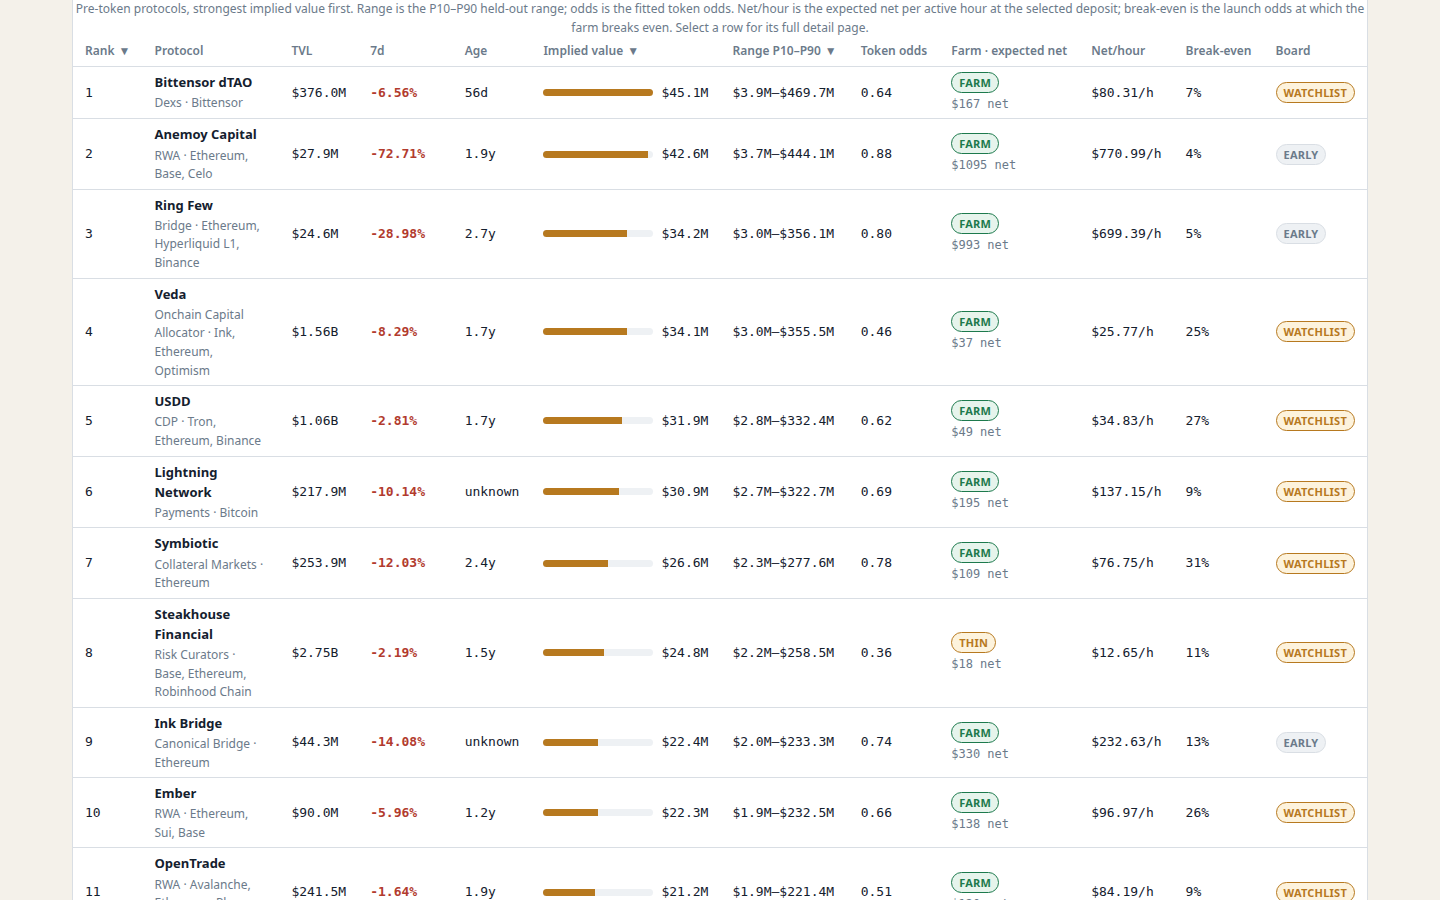 Pre-token protocols, strongest implied value first. Range is the P10–P90 held-out range; odds is the fitted token odds. Net/hour is the expected net per active hour at the selected deposit; break-even is the launch odds at which the
farm breaks even. Select a row for its full detail page.
Rank ▼ Protocol TVL 7d Age Implied value ▼ Range P10–P90 ▼ Token odds Farm · expected net Net/hour Break-even Board
1 Bittensor dTAO $376.0M -6.56% 56d $45.1M $3.9M–$469.7M 0.64 FARM $80.31/h 7% WATCHLIST
Dexs · Bittensor $167 net
2 Anemoy Capital $27.9M -72.71% 1.9y $42.6M $3.7M–$444.1M 0.88 FARM $770.99/h 4% EARLY
RWA · Ethereum, $1095 net
Base, Celo
3 Ring Few $24.6M -28.98% 2.7y $34.2M $3.0M–$356.1M 0.80 FARM $699.39/h 5% EARLY
Bridge · Ethereum, $993 net
Hyperliquid L1,
Binance
4 Veda $1.56B -8.29% 1.7y $34.1M $3.0M–$355.5M 0.46 FARM $25.77/h 25% WATCHLIST
Onchain Capital $37 net
Allocator · Ink,
Ethereum,
Optimism
5 USDD $1.06B -2.81% 1.7y $31.9M $2.8M–$332.4M 0.62 FARM $34.83/h 27% WATCHLIST
CDP · Tron, $49 net
Ethereum, Binance
6 Lightning $217.9M -10.14% unknown $30.9M $2.7M–$322.7M 0.69 FARM $137.15/h 9% WATCHLIST
Network $195 net
Payments · Bitcoin
7 Symbiotic $253.9M -12.03% 2.4y $26.6M $2.3M–$277.6M 0.78 FARM $76.75/h 31% WATCHLIST
Collateral Markets · $109 net
Ethereum
8 Steakhouse $2.75B -2.19% 1.5y $24.8M $2.2M–$258.5M 0.36 THIN $12.65/h 11% WATCHLIST
Financial $18 net
Risk Curators ·
Base, Ethereum,
Robinhood Chain
9 Ink Bridge $44.3M -14.08% unknown $22.4M $2.0M–$233.3M 0.74 FARM $232.63/h 13% EARLY
Canonical Bridge · $330 net
Ethereum
10 Ember $90.0M -5.96% 1.2y $22.3M $1.9M–$232.5M 0.66 FARM $96.97/h 26% WATCHLIST
RWA · Ethereum, $138 net
Sui, Base
11 OpenTrade $241.5M -1.64% 1.9y $21.2M $1.9M–$221.4M 0.51 FARM $84.19/h 9% WATCHLIST
RWA · Avalanche,